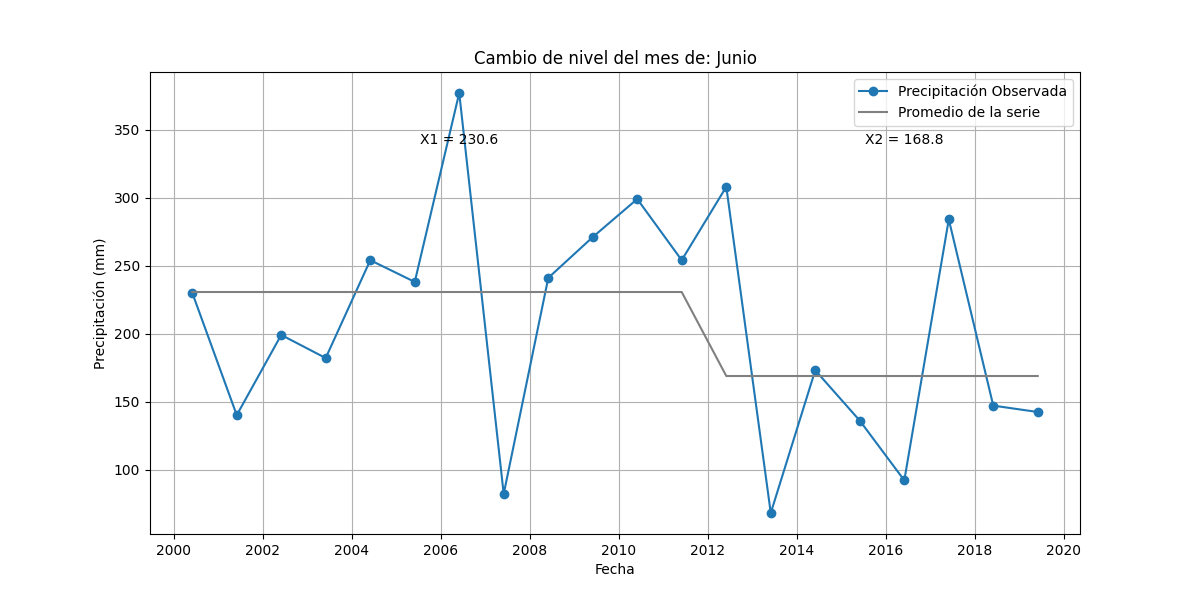 Cambio de nivel del mes de: Junio
Precipitación Observada
Promedio de la serie
X1 = 230.6
X2 = 168.8
Precipitación (mm)
350
300
250
200
150
100
2000 2002 2004 2006 2008 2010 2012 2014 2016 2018 2020
Fecha